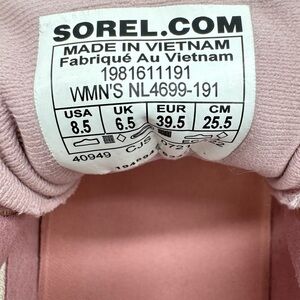 SOREL.COM
MADE IN VIETNAM
Fabriqué Au Vietnam
1981611191
WMN'S NL4699-191
USA UK EUR CM
8.5 6.5 39.5 25.5
40949 CJS